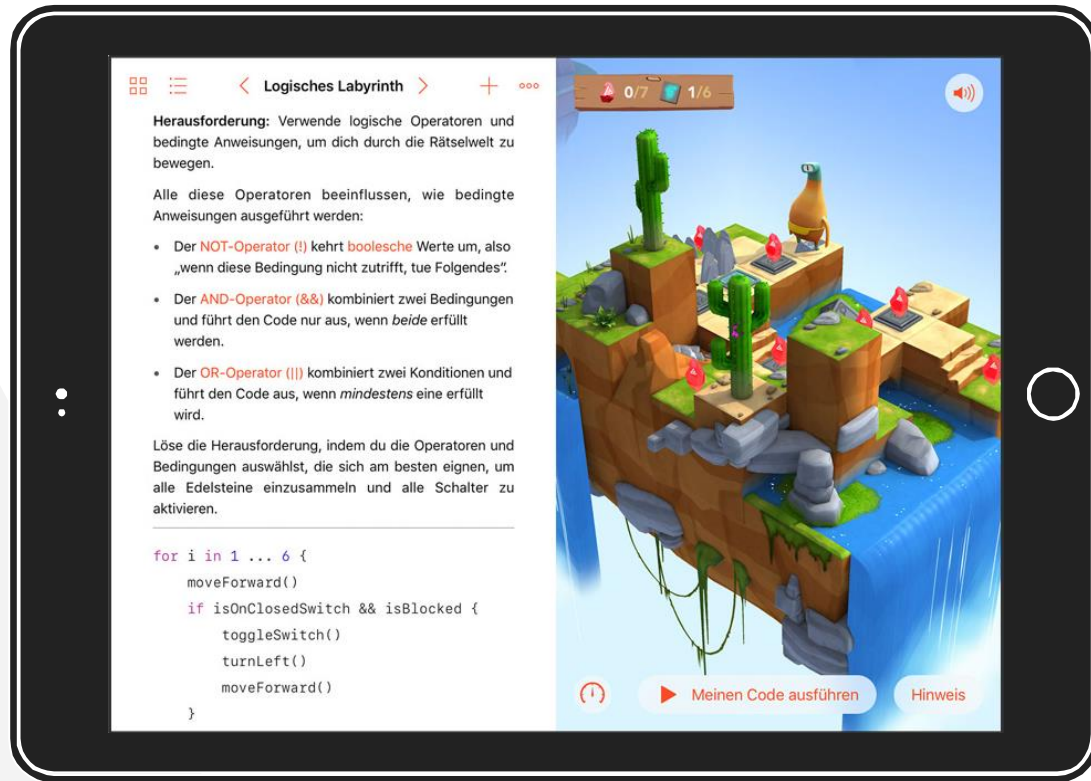 Logisches Labyrinth
Herausforderung: Verwende logische Operatoren und
bedingte Anweisungen, um dich durch die Rätselwelt zu
bewegen.
Alle diese Operatoren beeinflussen, wie bedingte
Anweisungen ausgeführt werden:
• Der NOT-Operator (!) kehrt boolesche Werte um, also
„wenn diese Bedingung nicht zutrifft, tue Folgendes“.
• Der AND-Operator (&&) kombiniert zwei Bedingungen
und führt den Code nur aus, wenn beide erfüllt
werden.
• Der OR-Operator (||) kombiniert zwei Konditionen und
führt den Code aus, wenn mindestens eine erfüllt
wird.
Löse die Herausforderung, indem du die Operatoren und
Bedingungen auswählst, die sich am besten eignen, um
alle Edelsteine einzusammeln und alle Schalter zu
aktivieren.
for i in 1 ... 6 {
moveForward()
if isOnClosedSwitch && isBlocked {
toggleSwitch()
turnLeft()
moveForward()
}
0/7 1/6
Meinen Code ausführen
Hinweis